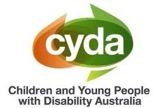 cyda
Children and Young People
with Disability Australia